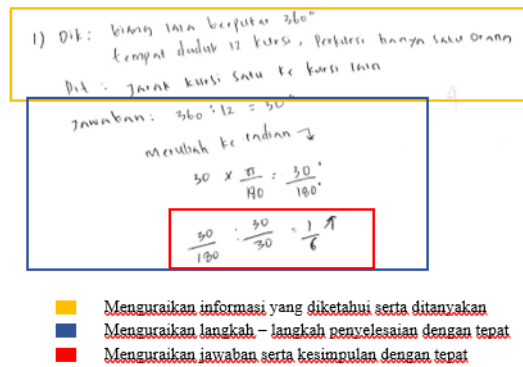 1) Dik: biang lala berputar 360°
tempat duduk 12 kursi, perkursi hanya satu orang
Dit : Jarak kursi satu ke kursi lain
Jawaban: 360 : 12 = 30°
Merubah ke radian ↴
30 × π/180 = 30°/180°
30/180 : 30/30 = 1/6 π
Menguraikan informasi yang diketahui serta ditanyakan
Menguraikan langkah – langkah penyelesaian dengan tepat
Menguraikan jawaban serta kesimpulan dengan tepat